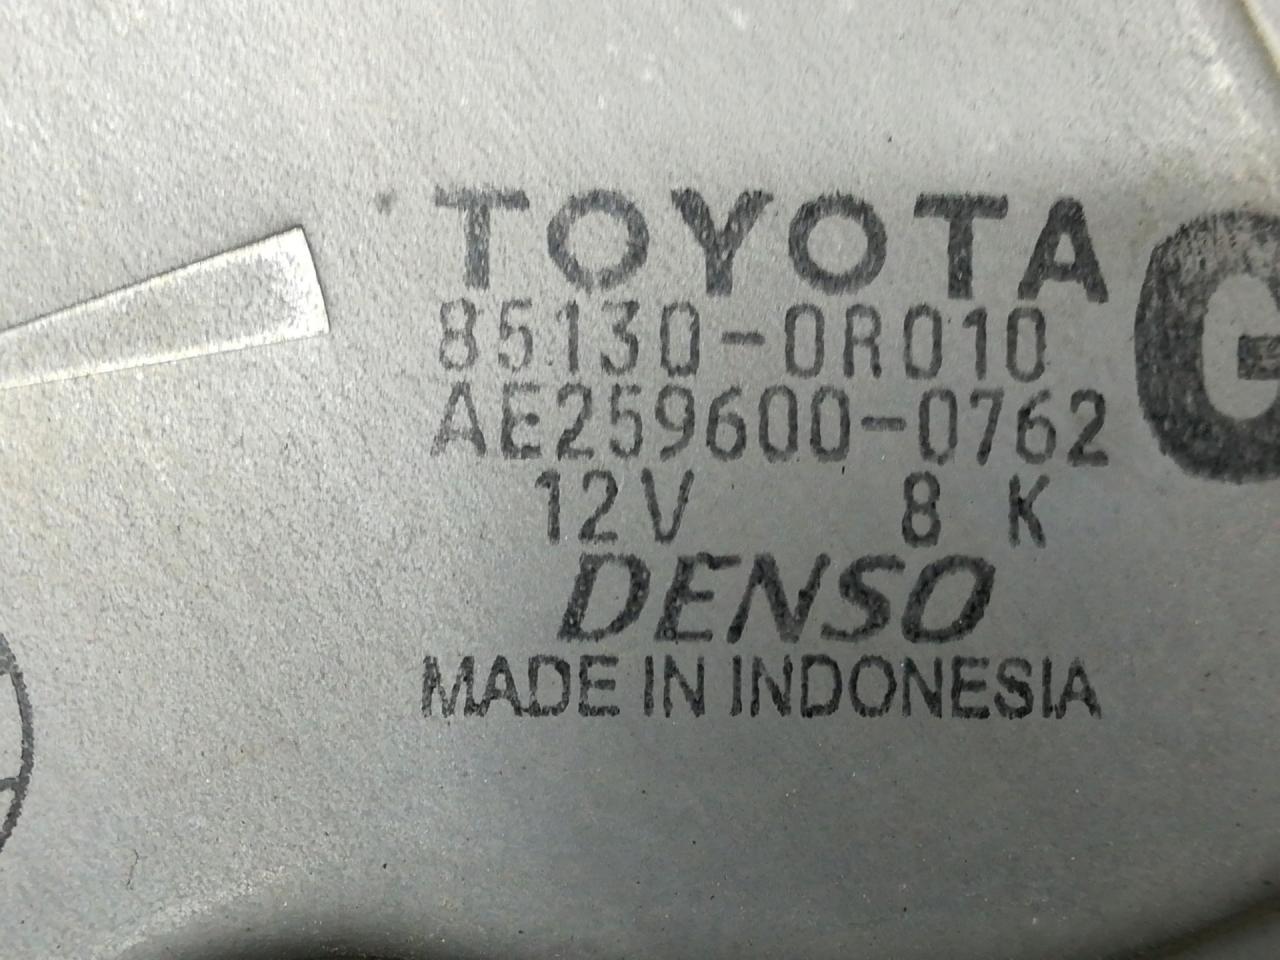 TOYOTA
85130-0R010
AE259600-0762
12V 8 K
DENSO
MADE IN INDONESIA
G